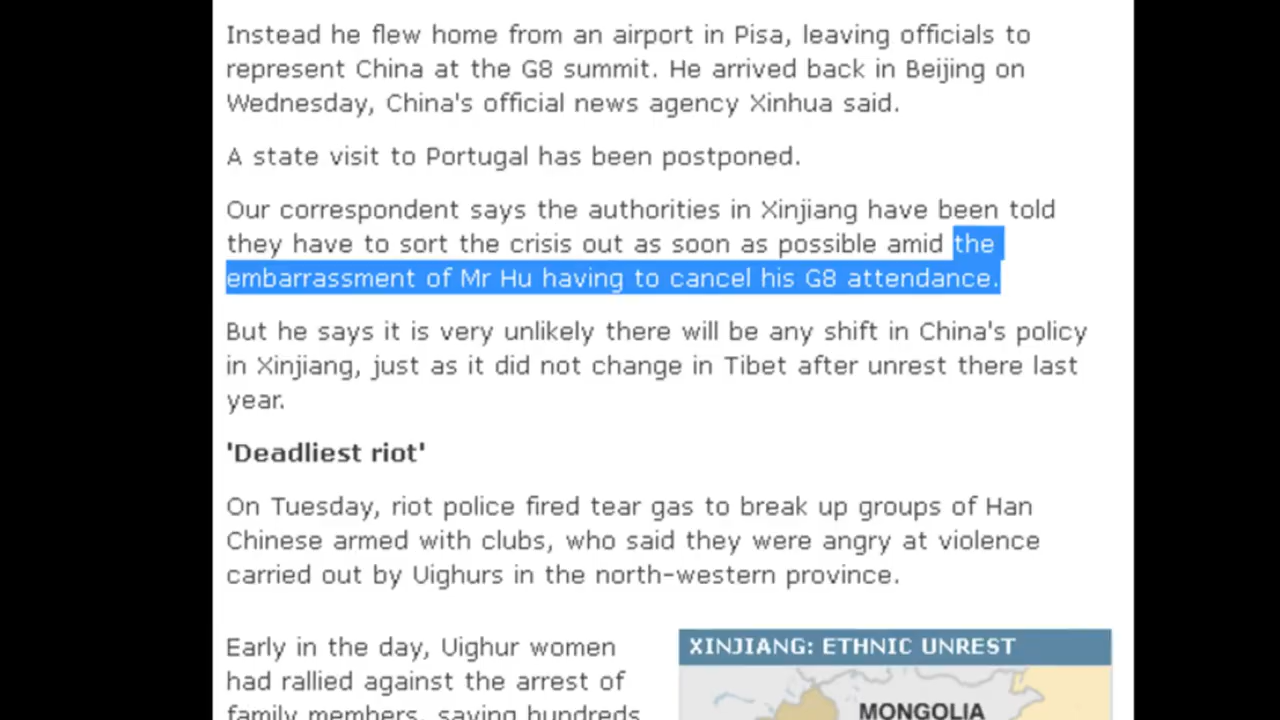 Instead he flew home from an airport in Pisa, leaving officials to
represent China at the G8 summit. He arrived back in Beijing on
Wednesday, China's official news agency Xinhua said.
A state visit to Portugal has been postponed.
Our correspondent says the authorities in Xinjiang have been told
they have to sort the crisis out as soon as possible amid the
embarrassment of Mr Hu having to cancel his G8 attendance.
But he says it is very unlikely there will be any shift in China's policy
in Xinjiang, just as it did not change in Tibet after unrest there last
year.
'Deadliest riot'
On Tuesday, riot police fired tear gas to break up groups of Han
Chinese armed with clubs, who said they were angry at violence
carried out by Uighurs in the north-western province.
Early in the day, Uighur women
had rallied against the arrest of
family members, saying hundreds
XINJIANG: ETHNIC UNREST
MONGOLIA